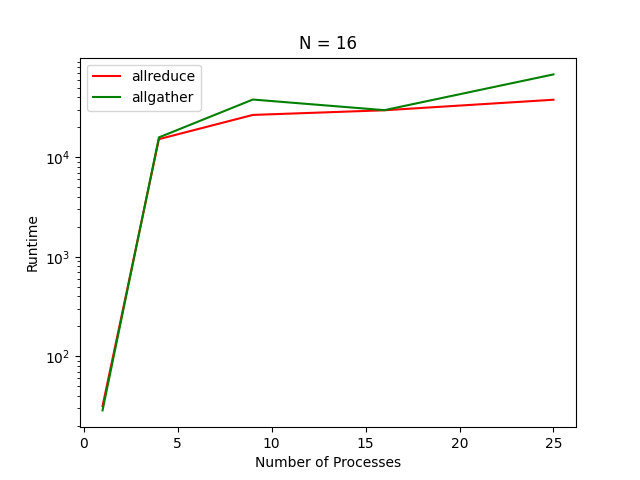 N = 16
allreduce
allgather
10^4
10^3
10^2
Runtime
0 5 10 15 20 25
Number of Processes